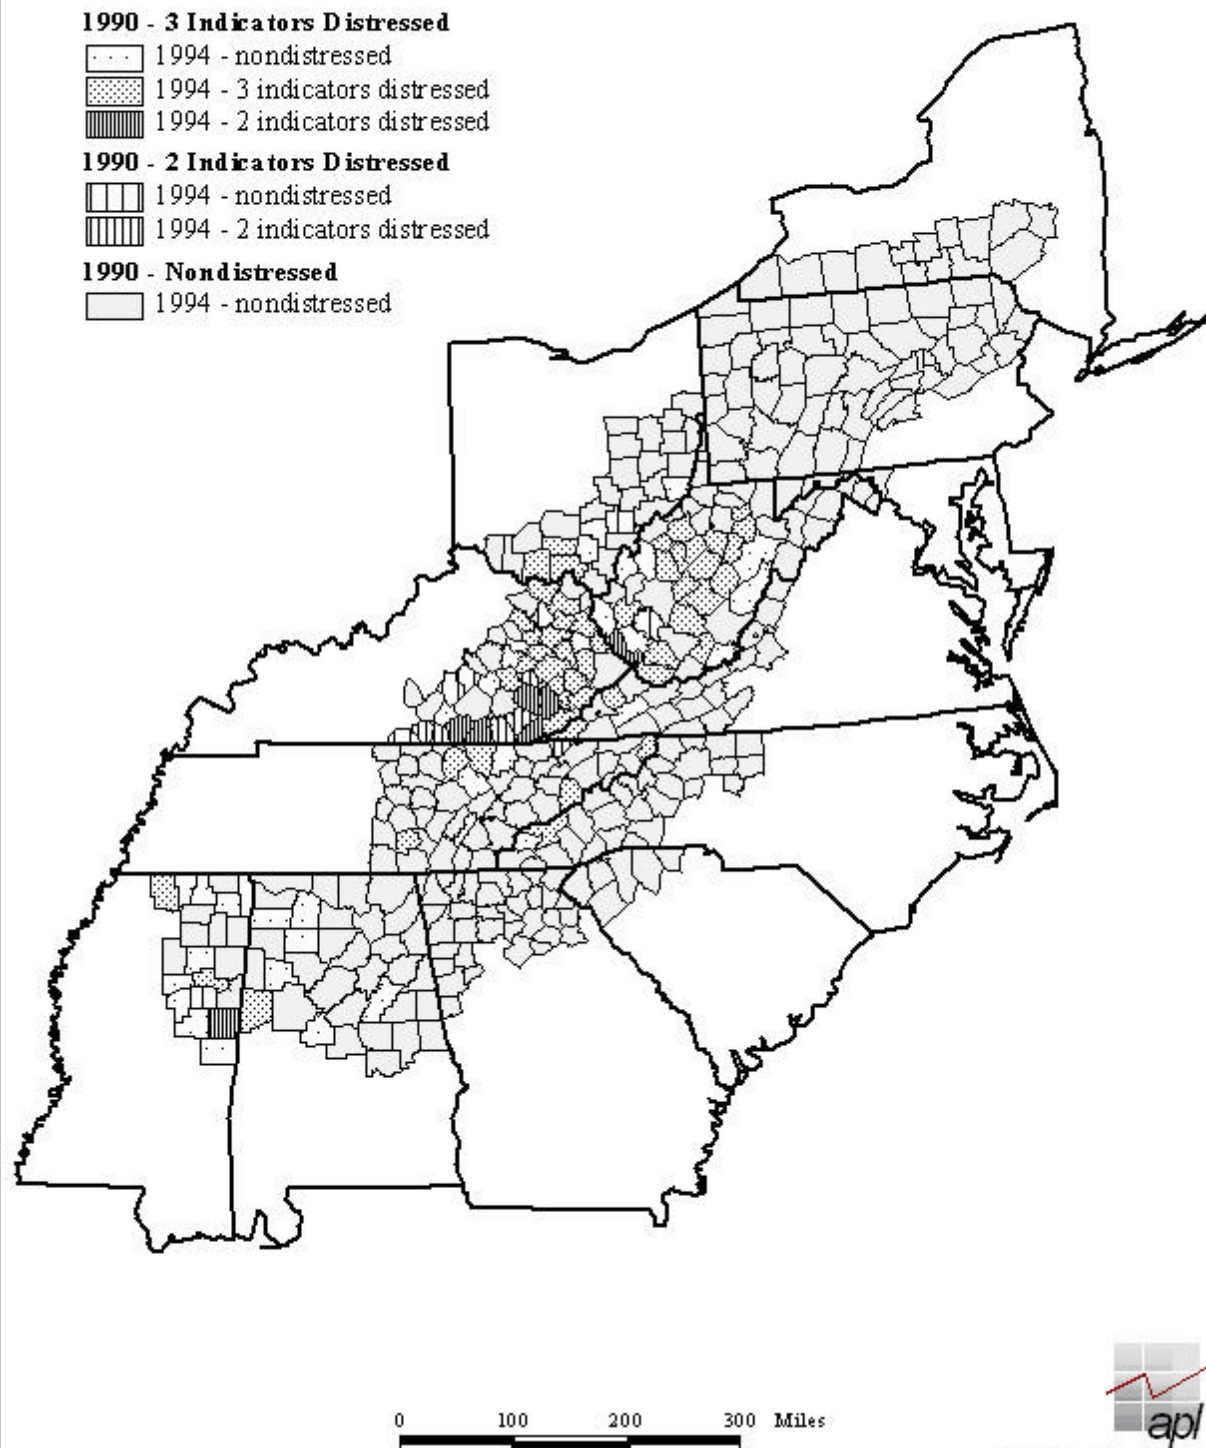 1990 - 3 Indicators Distressed
1994 - nondistressed
1994 - 3 indicators distressed
1994 - 2 indicators distressed
1990 - 2 Indicators Distressed
1994 - nondistressed
1994 - 2 indicators distressed
1990 - Nondistressed
1994 - nondistressed
0 100 200 300 Miles
apl